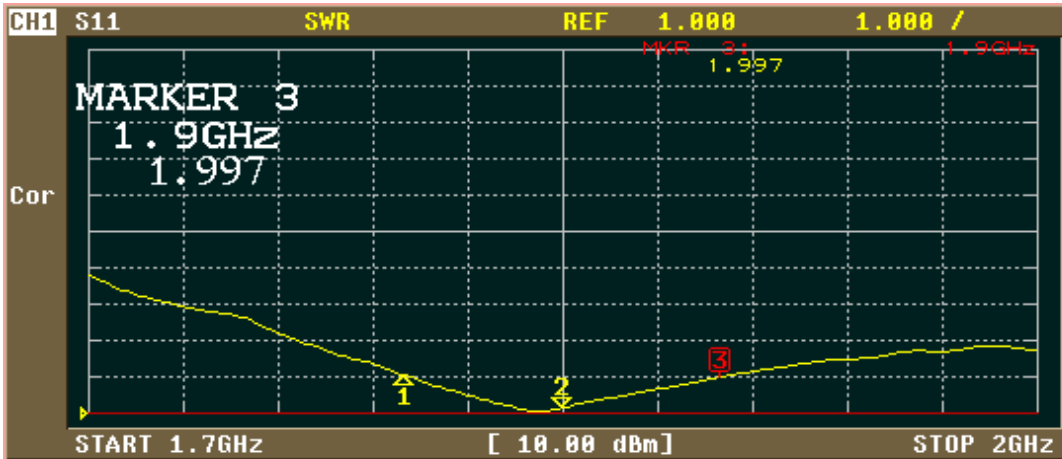 CH1 S11 SWR REF 1.000 1.000 /
MKR 3: 1.9GHz
1.997
MARKER 3
1.9GHz
1.997
Cor
3
2
1
START 1.7GHz [ 10.00 dBm] STOP 2GHz